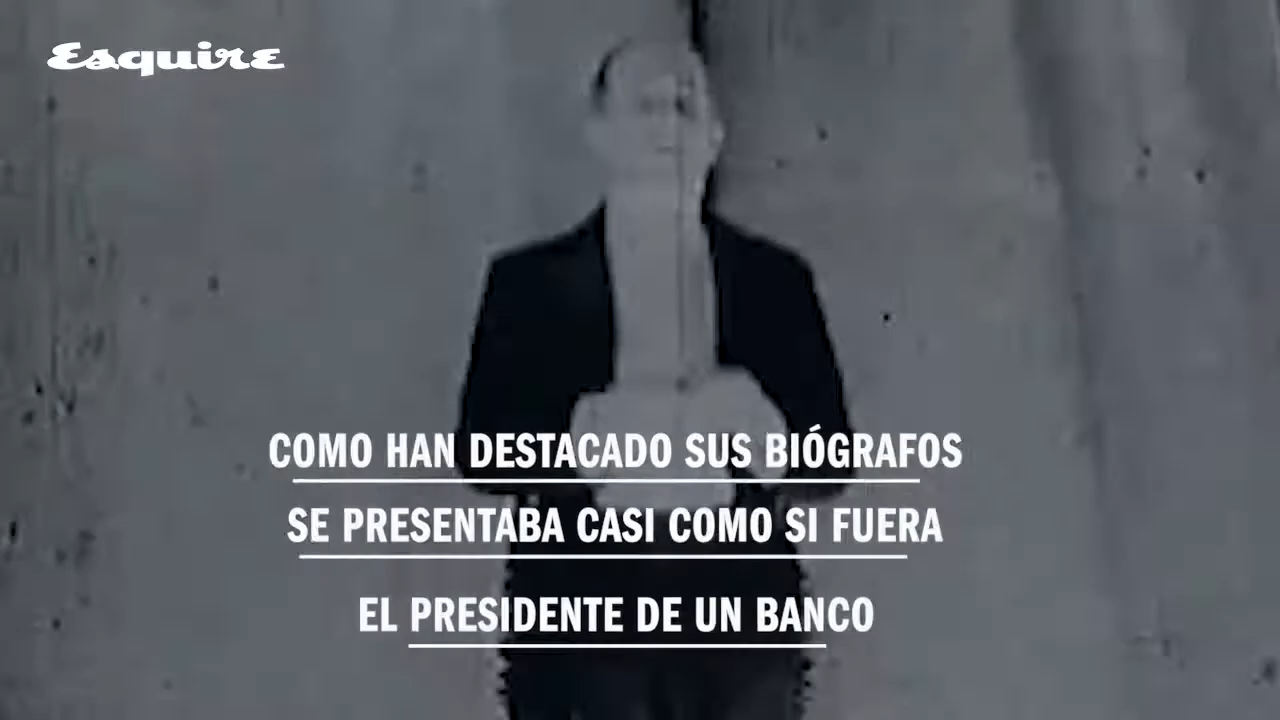 Esquire
COMO HAN DESTACADO SUS BIÓGRAFOS
SE PRESENTABA CASI COMO SI FUERA
EL PRESIDENTE DE UN BANCO